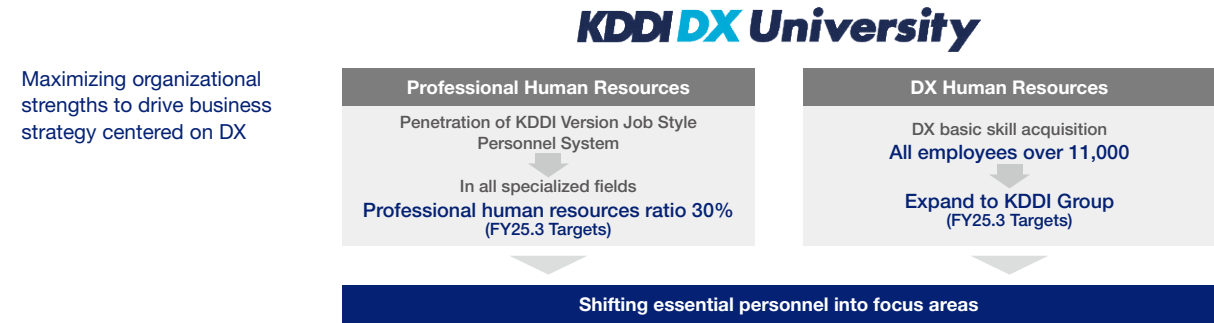 KDDI DX University
Maximizing organizational
strengths to drive business
strategy centered on DX
Professional Human Resources
Penetration of KDDI Version Job Style
Personnel System
In all specialized fields
Professional human resources ratio 30%
(FY25.3 Targets)
DX Human Resources
DX basic skill acquisition
All employees over 11,000
Expand to KDDI Group
(FY25.3 Targets)
Shifting essential personnel into focus areas